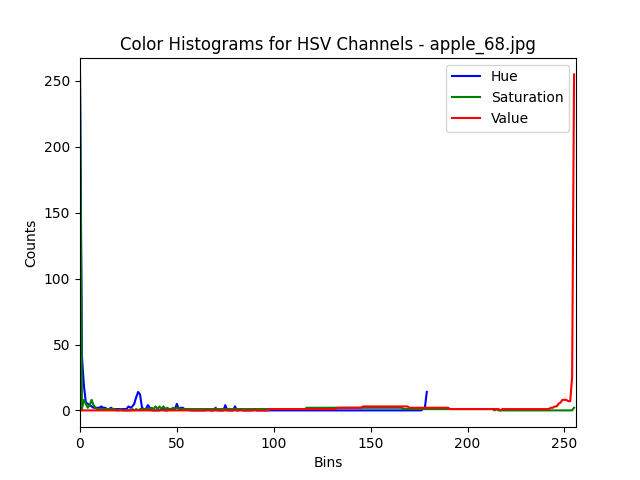 Color Histograms for HSV Channels - apple_68.jpg
Hue
Saturation
Value
Counts
250
200
150
100
50
0
0 50 100 150 200 250
Bins